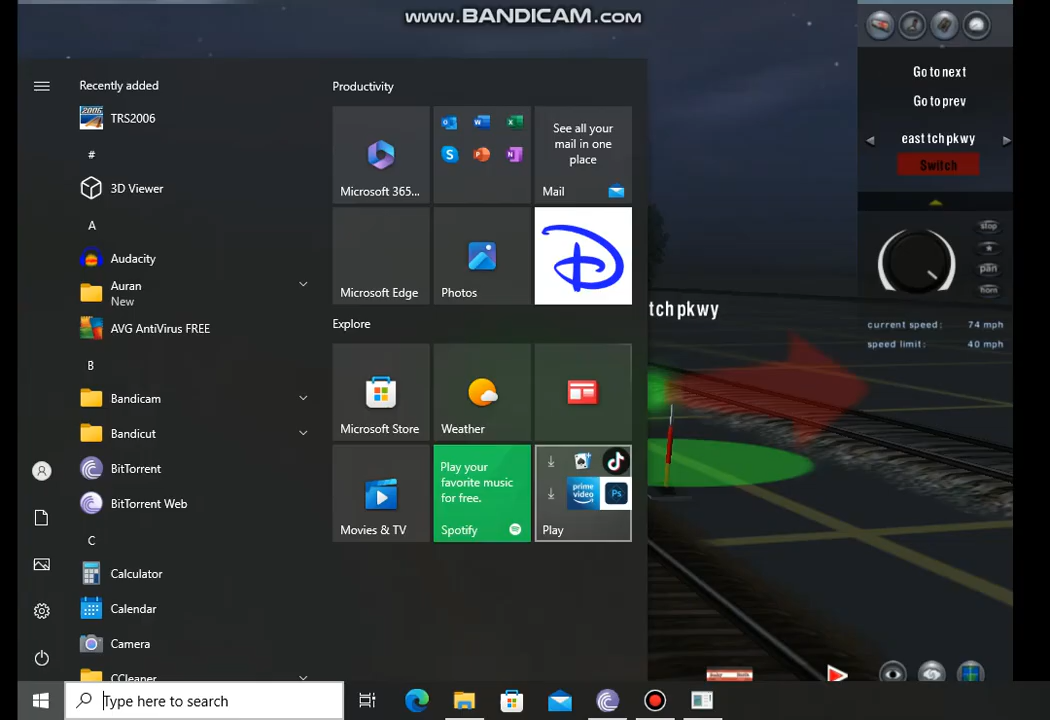 www.BANDICAM.com
Recently added
TRS2006
#
3D Viewer
A
Audacity
Auran
New
AVG AntiVirus FREE
B
Bandicam
Bandicut
BitTorrent
BitTorrent Web
C
Calculator
Calendar
Camera
CCleaner
Productivity
Microsoft 365...
See all your
mail in one
place
Mail
Microsoft Edge
Photos
Explore
Microsoft Store
Weather
Movies & TV
Play your
favorite music
for free.
Spotify
prime
video
Ps
Play
tch pkwy
Go to next
Go to prev
east tch pkwy
Switch
stop
pan
horn
current speed: 74 mph
speed limit: 40 mph
Type here to search